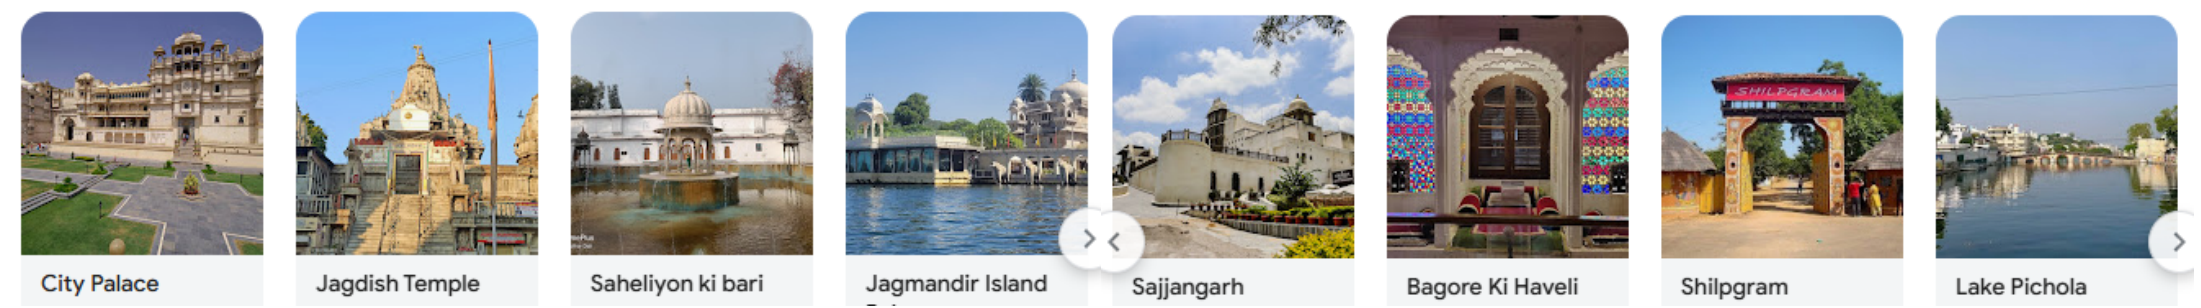 City Palace
Jagdish Temple
Saheliyon ki bari
Jagmandir Island
Sajjangarh
Bagore Ki Haveli
SHILPGRAM
Shilpgram
Lake Pichola